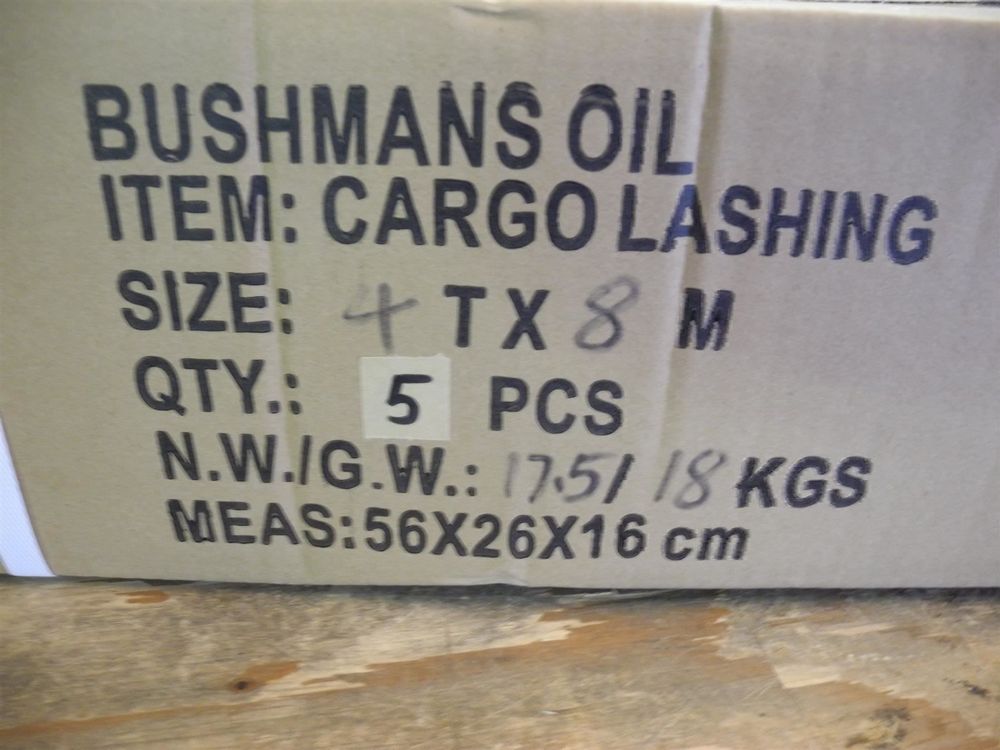 BUSHMANS OIL
ITEM: CARGO LASHING
SIZE: 4 T X 8 M
QTY.: 5 PCS
N.W./G.W.: 17.5/ 18 KGS
MEAS:56X26X16 cm